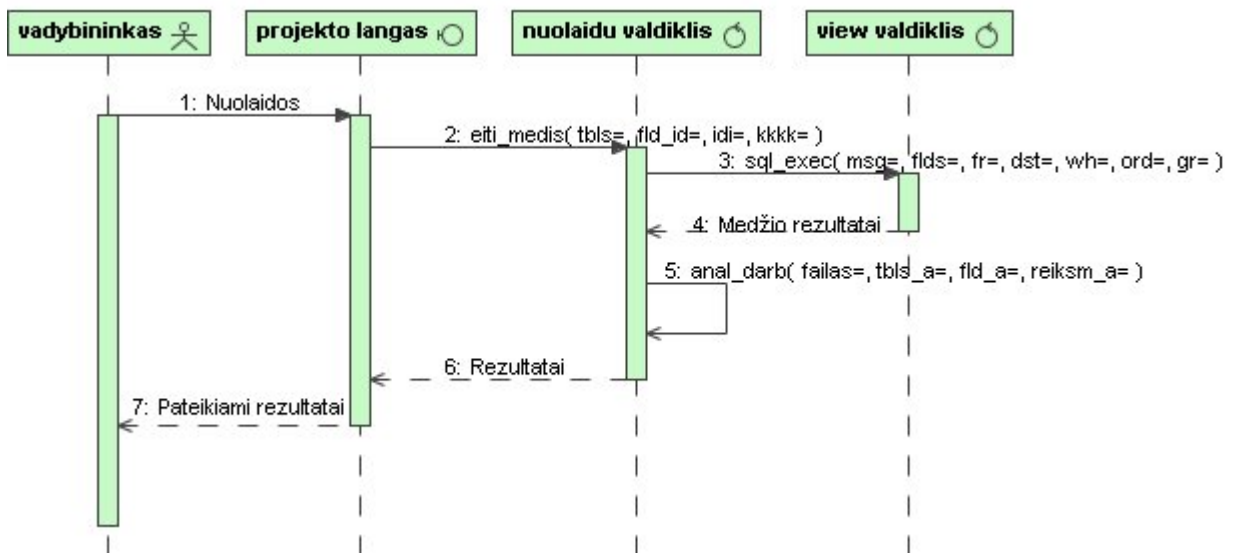 vadybininkas
projekto langas
nuolaidu valdiklis
view valdiklis
1: Nuolaidos
2: eiti_medis( tbls=, fld_id=, idi=, kkkk= )
3: sql_exec( msg=, flds=, fr=, dst=, wh=, ord=, gr= )
4: Medžio rezultatai
5: anal_darb( failas=, tbls_a=, fld_a=, reiksm_a= )
6: Rezultatai
7: Pateikiami rezultatai